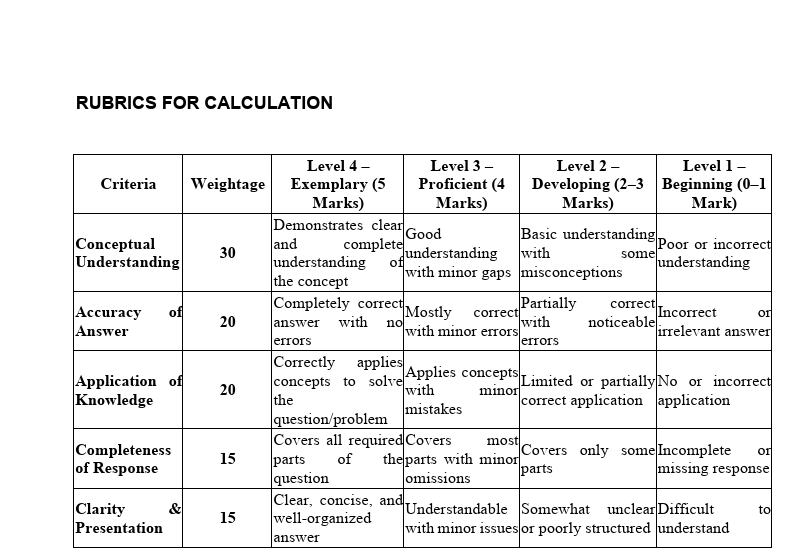 RUBRICS FOR CALCULATION
Criteria
Weightage
Level 4 –
Exemplary (5
Marks)
Level 3 –
Proficient (4
Marks)
Level 2 –
Developing (2–3
Marks)
Level 1 –
Beginning (0–1
Mark)
Conceptual
Understanding
30
Demonstrates clear
and complete
understanding of
the concept
Good
understanding
with minor gaps
Basic understanding
with some
misconceptions
Poor or incorrect
understanding
Accuracy of
Answer
20
Completely correct
answer with no
errors
Mostly correct
with minor errors
Partially correct
with noticeable
errors
Incorrect or
irrelevant answer
Application of
Knowledge
20
Correctly applies
concepts to solve
the
question/problem
Applies concepts
with minor
mistakes
Limited or partially
correct application
No or incorrect
application
Completeness
of Response
15
Covers all required
parts of the
question
Covers most
parts with minor
omissions
Covers only some
parts
Incomplete or
missing response
Clarity &
Presentation
15
Clear, concise, and
well-organized
answer
Understandable
with minor issues
Somewhat unclear
or poorly structured
Difficult to
understand